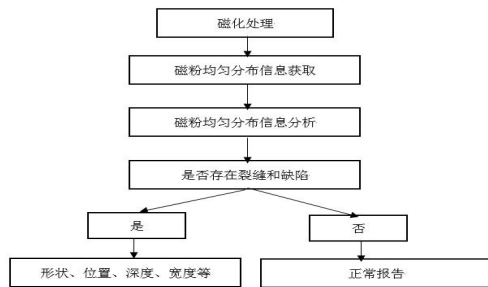 磁化处理
磁粉均匀分布信息获取
磁粉均匀分布信息分析
是否存在裂缝和缺陷
是
否
形状、位置、深度、宽度等
正常报告